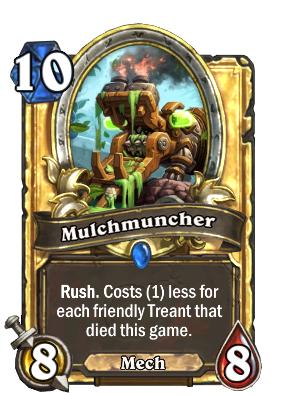 10
Mulchmuncher
Rush. Costs (1) less for
each friendly Treant that
died this game.
8
Mech
8